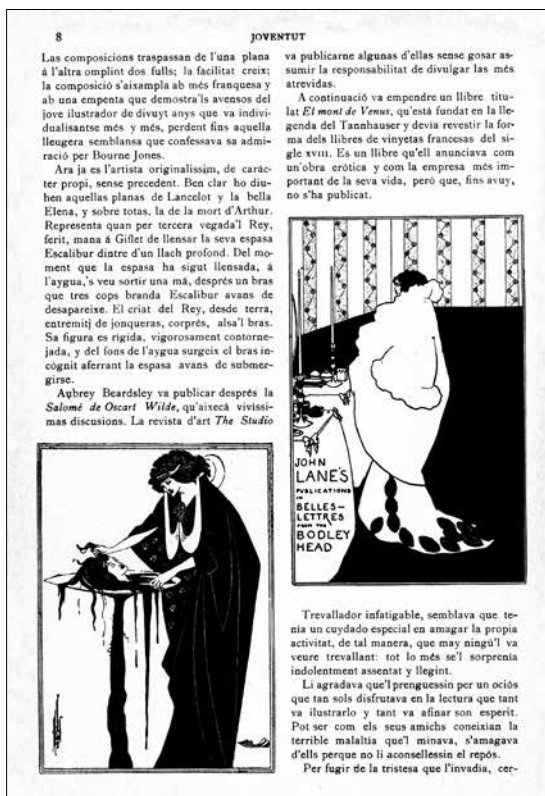 8
JOVENTUT
Las composicions traspassan de l'una plana
á l'altra omplint dos fulls; la facilitat creix;
la composició s'aixampla ab més franquesa y
ab una empenta que demostra'ls avensos del
jove ilustrador de divuyt anys que va indivi-
dualisantse més y més, perdent fins aquella
lleugera semblansa que confessava sa admi-
ració per Bourne Jones.
Ara ja es l'artista originalíssim, de carác-
ter propi, sense precedent. Ben clar ho diu-
hen aquellas planas de Lancelot y la bella
Elena, y sobre totas, la de la mort d'Arthur.
Representa quan per tercera vegada'l Rey,
ferit, mana á Giflet de llensar la seva espasa
Escalibur dintre d'un llach profond. Del mo-
ment que la espasa ha sigut llensada, á
l'aygua,'s veu sortir una má, després un bras
que tres cops branda Escalibur avans de
desapareixe. El criat del Rey, desde terra,
entremitj de jonqueras, corprés, alsa'l bras.
Sa figura es rígida, vigorosament contorne-
jada, y del fons de l'aygua surgeix el bras in-
cógnit aferrant la espasa avans de submer-
girse.
Aubrey Beardsley va publicar després la
Salomé de Oscart Wilde, qu'aixecá vivíssi-
mas discusions. La revista d'art The Studio
va publicarne algunas d'ellas sense gosar as-
sumir la responsabilitat de divulgar las més
atrevidas.
A continuació va empendre un llibre titu-
lat El mont de Venus, qu'está fundat en la lle-
genda del Tannhauser y devia revestir la for-
ma dels llibres de vinyetas francesas del si-
gle XVIII. Es un llibre qu'ell anunciava com
un'obra erótica y com la empresa més im-
portant de la seva vida, peró que, fins avuy,
no s'ha publicat.
JOHN
LANE'S
PUBLICATIONS
IN
BELLES-
LETTRES
FROM THE
BODLEY
HEAD
Trevallador infatigable, semblava que te-
nía un cuydado especial en amagar la propia
activitat, de tal manera, que may ningú'l va
veure trevallant: tot lo més se'l sorprenia
indolentment assentat y llegint.
Li agradava que'l prenguessin per un ociós
que tan sols disfrutava en la lectura que tant
va ilustrarlo y tant va afinar son esperit.
Pot ser com els seus amichs coneixian la
terrible malaltia que'l minava, s'amagava
d'ells perque no li aconsellessin el repós.
Per fugir de la tristesa que l'invadia, cer-